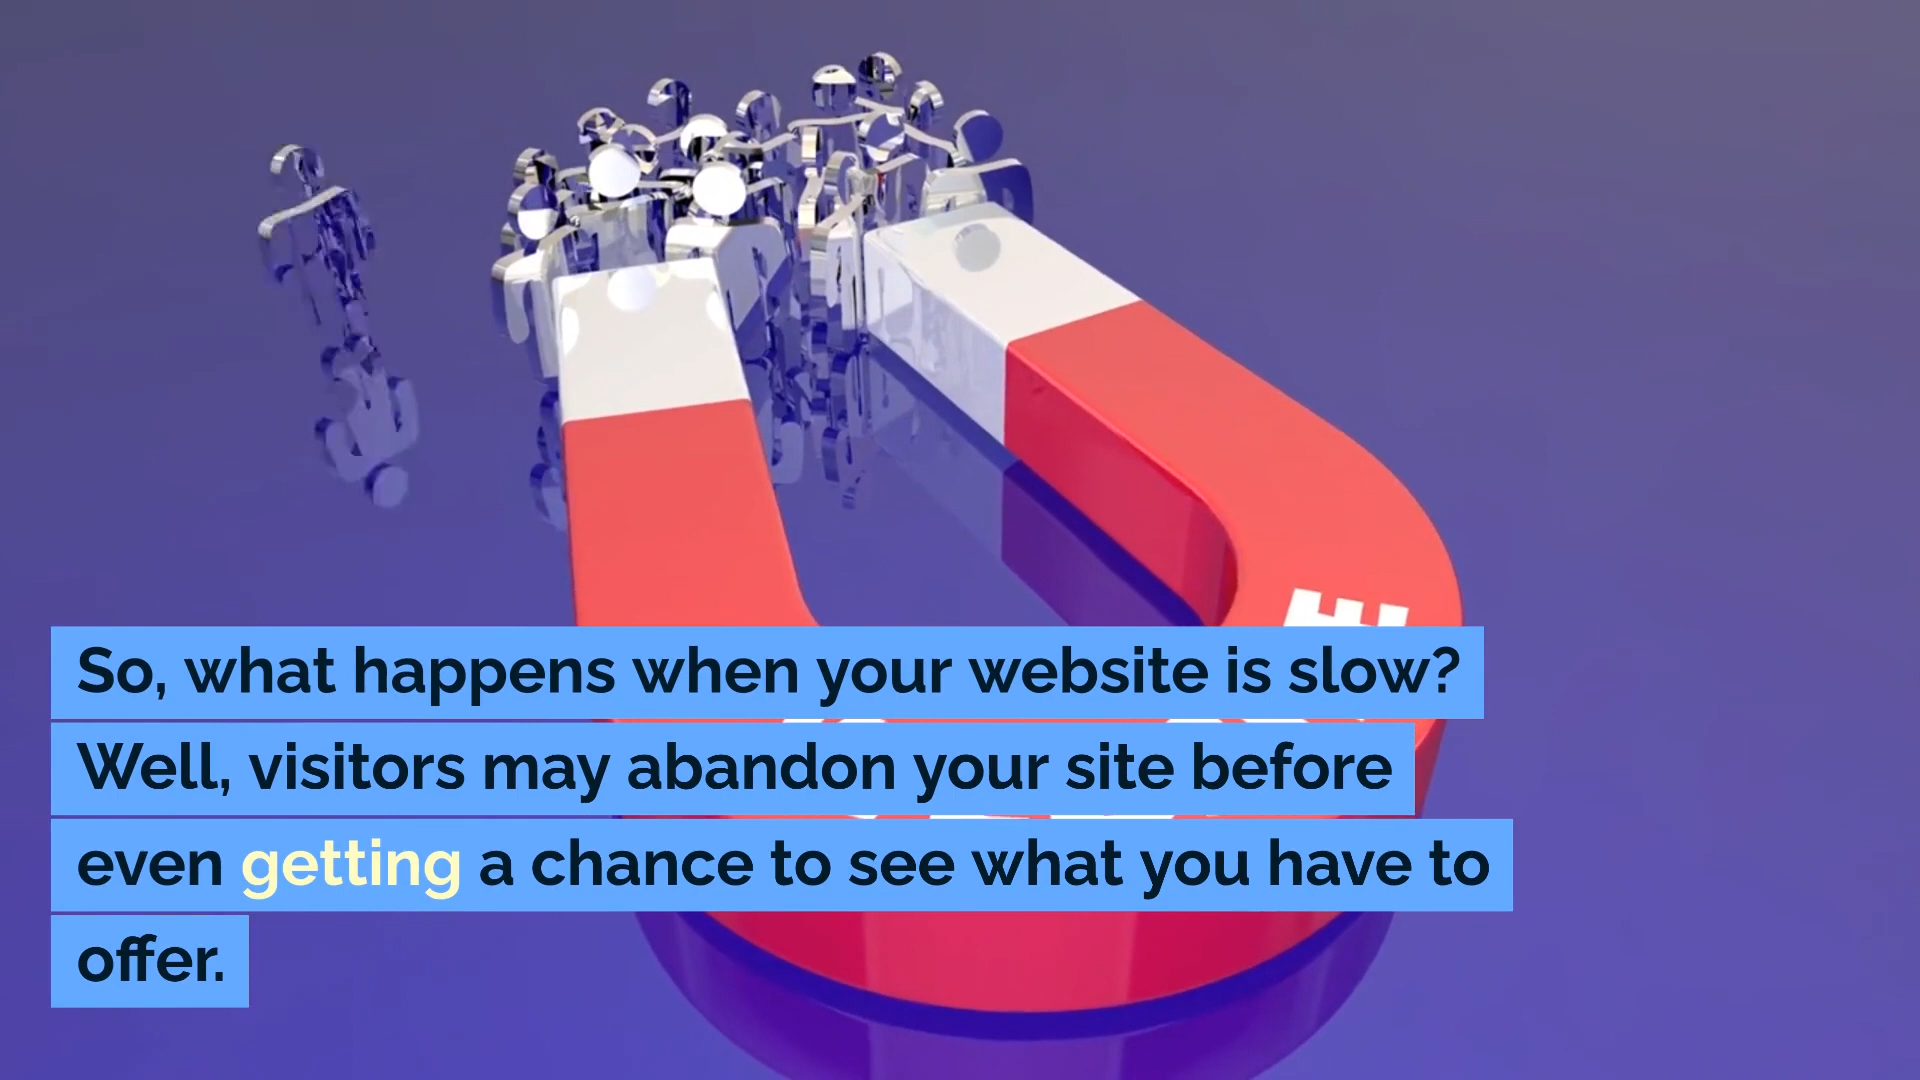 So, what happens when your website is slow?
Well, visitors may abandon your site before
even getting a chance to see what you have to
offer.